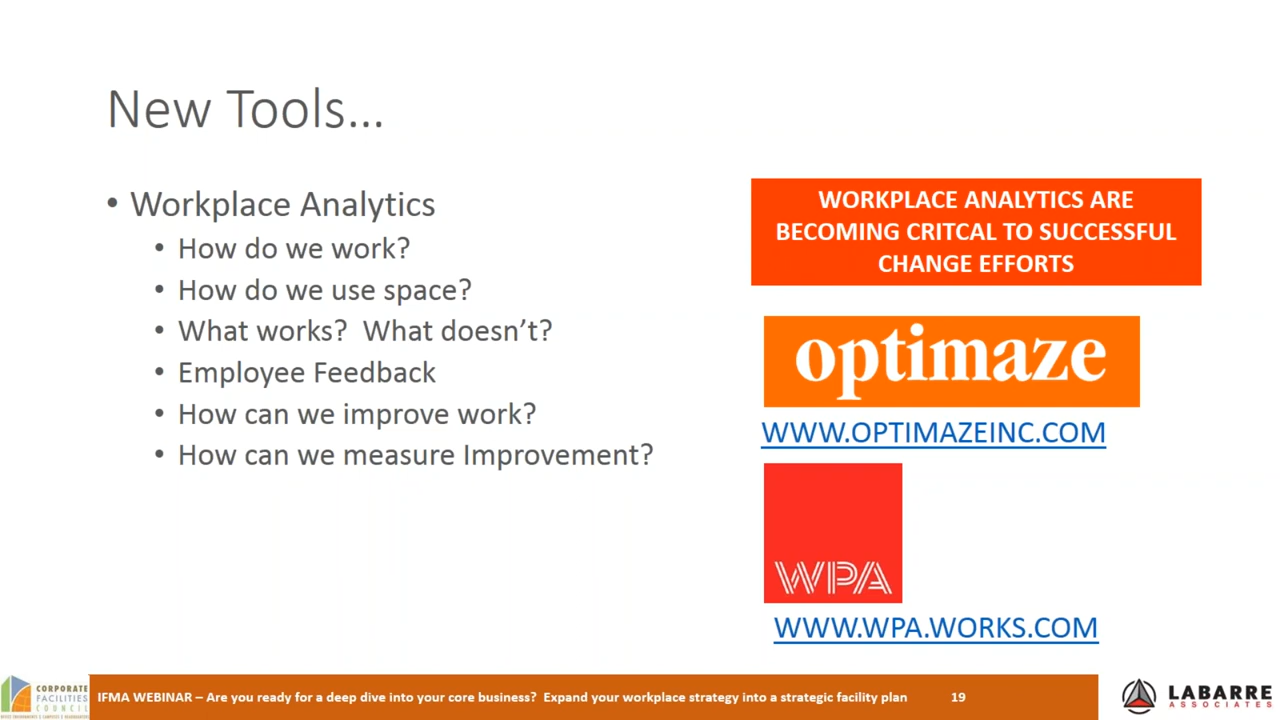 New Tools...
• Workplace Analytics
• How do we work?
• How do we use space?
• What works?  What doesn't?
• Employee Feedback
• How can we improve work?
• How can we measure Improvement?
WORKPLACE ANALYTICS ARE
BECOMING CRITCAL TO SUCCESSFUL
CHANGE EFFORTS
optimaze
WWW.OPTIMAZEINC.COM
WPA
WWW.WPA.WORKS.COM
CORPORATE
FACILITIES
COUNCIL
IFMA WEBINAR – Are you ready for a deep dive into your core business?  Expand your workplace strategy into a strategic facility plan
19
LABARRE
ASSOCIATES